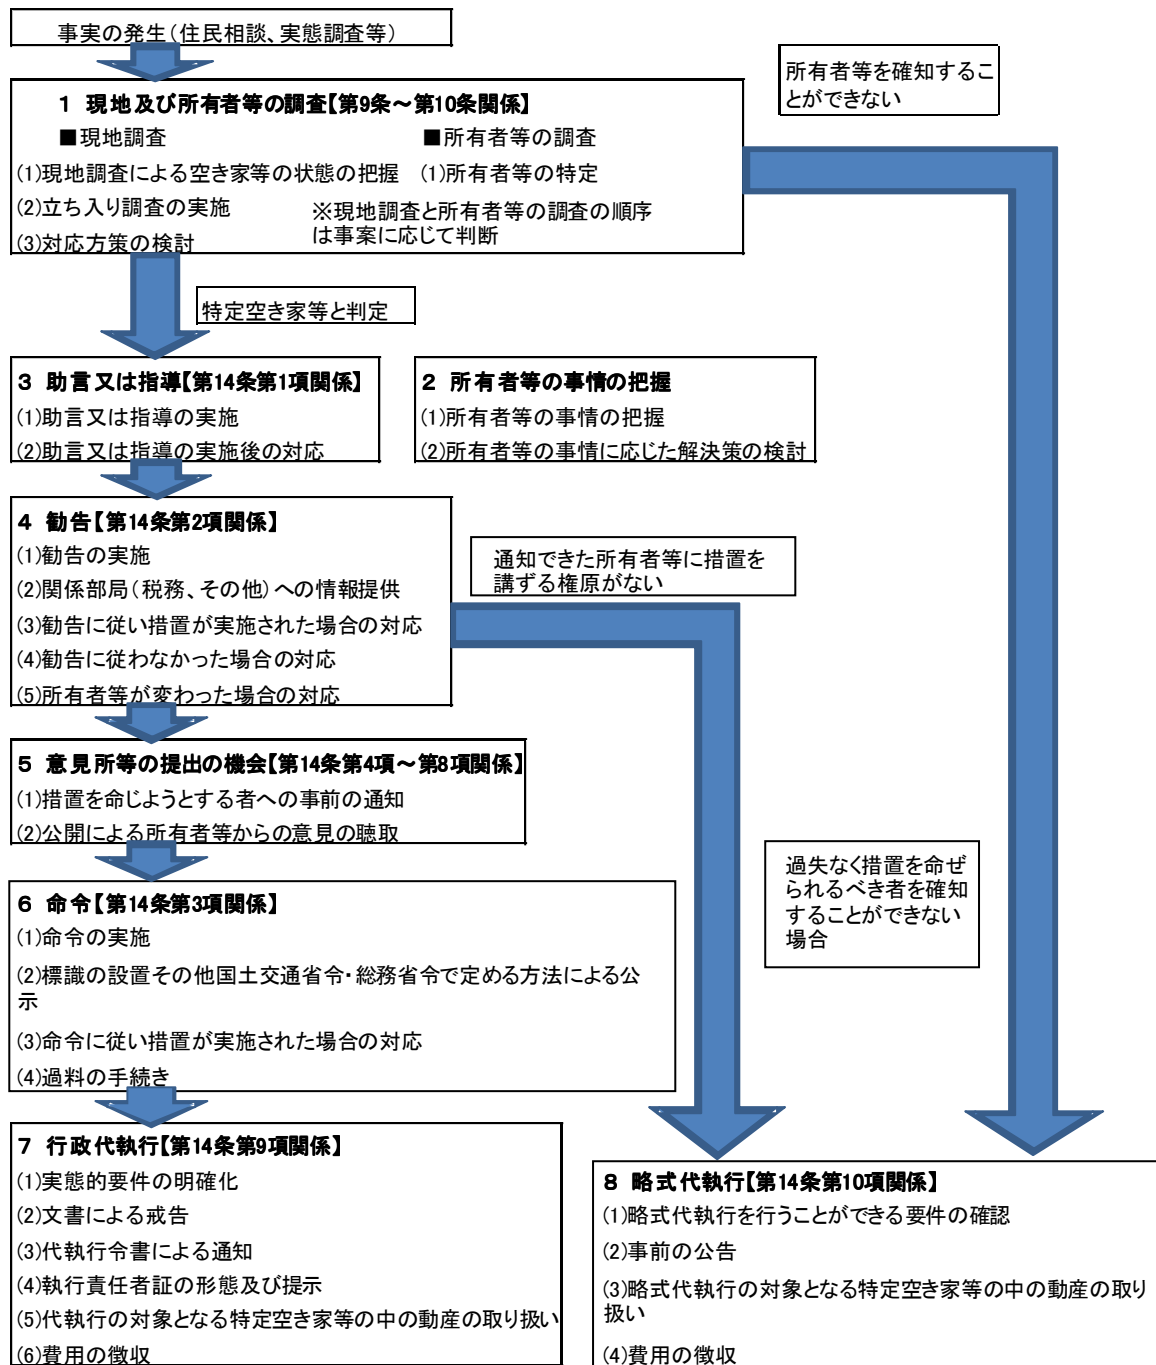 事実の発生(住民相談、実態調査等)
所有者等を確知するこ
とができない
1 現地及び所有者等の調査【第9条～第10条関係】
■現地調査
■所有者等の調査
(1)現地調査による空き家等の状態の把握
(1)所有者等の特定
(2)立ち入り調査の実施
※現地調査と所有者等の調査の順序
は事案に応じて判断
(3)対応方策の検討
特定空き家等と判定
3 助言又は指導【第14条第1項関係】
(1)助言又は指導の実施
(2)助言又は指導の実施後の対応
2 所有者等の事情の把握
(1)所有者等の事情の把握
(2)所有者等の事情に応じた解決策の検討
4 勧告【第14条第2項関係】
(1)勧告の実施
(2)関係部局(税務、その他)への情報提供
(3)勧告に従い措置が実施された場合の対応
(4)勧告に従わなかった場合の対応
(5)所有者等が変わった場合の対応
通知できた所有者等に措置を
講ずる権原がない
5 意見所等の提出の機会【第14条第4項～第8項関係】
(1)措置を命じようとする者への事前の通知
(2)公開による所有者等からの意見の聴取
過失なく措置を命ぜ
られるべき者を確知
することができない
場合
6 命令【第14条第3項関係】
(1)命令の実施
(2)標識の設置その他国土交通省令・総務省令で定める方法による公
示
(3)命令に従い措置が実施された場合の対応
(4)過料の手続き
7 行政代執行【第14条第9項関係】
(1)実態的要件の明確化
(2)文書による戒告
(3)代執行令書による通知
(4)執行責任者証の形態及び提示
(5)代執行の対象となる特定空き家等の中の動産の取り扱い
(6)費用の徴収
8 略式代執行【第14条第10項関係】
(1)略式代執行を行うことができる要件の確認
(2)事前の公告
(3)略式代執行の対象となる特定空き家等の中の動産の取り
扱い
(4)費用の徴収